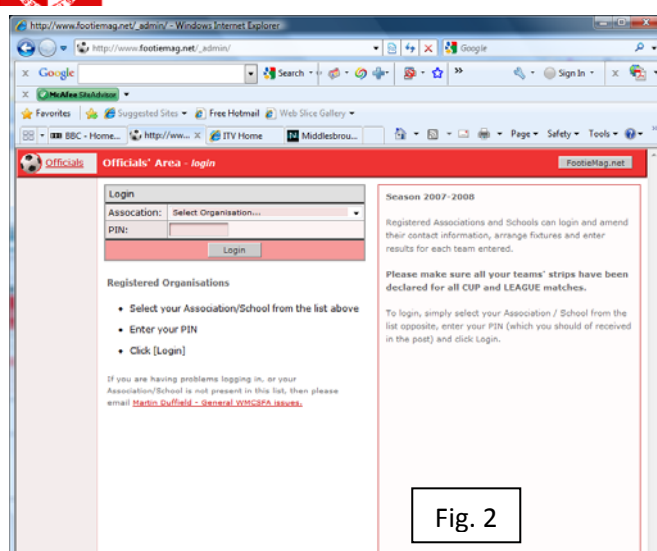 http://www.footiemag.net/_admin/ - Windows Internet Explorer
http://www.footiemag.net/_admin/
Google
x Google Search Sign In x
x McAfee SiteAdvisor
Favorites Suggested Sites Free Hotmail Web Slice Gallery
BBC - Home... http://ww... X ITV Home Middlesbrou... Page Safety Tools
Officials Officials' Area - login FootieMag.net
Login
Assocation: Select Organisation...
PIN:
Login
Registered Organisations
• Select your Association/School from the list above
• Enter your PIN
• Click [Login]
If you are having problems logging in, or your
Association/School is not present in this list, then please
email Martin Duffield - General WMCSFA issues.
Season 2007-2008
Registered Associations and Schools can login and amend
their contact information, arrange fixtures and enter
results for each team entered.
Please make sure all your teams' strips have been
declared for all CUP and LEAGUE matches.
To login, simply select your Association / School from the
list opposite, enter your PIN (which you should of received
in the post) and click Login.
Fig. 2